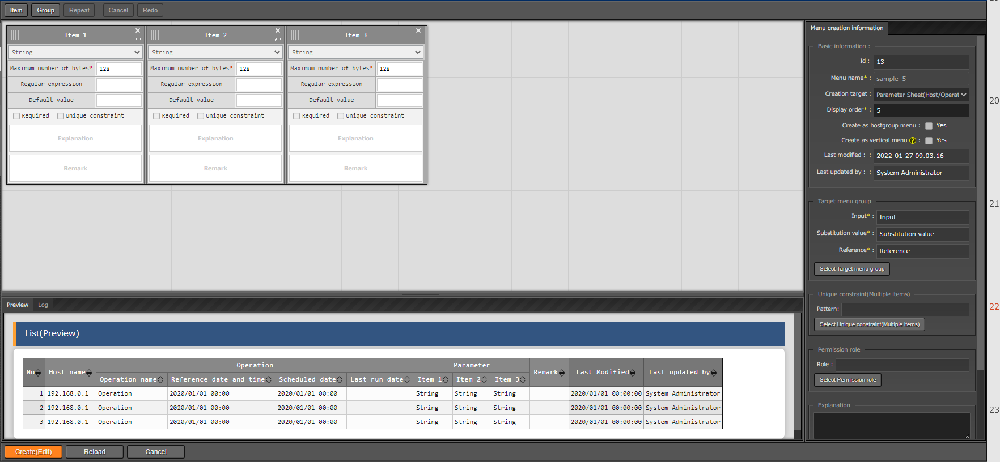 Item Group Repeat Cancel Redo
Item 1 Item 2 Item 3
String String String
Maximum number of bytes* 128 Maximum number of bytes* 128 Maximum number of bytes* 128
Regular expression Regular expression Regular expression
Default value Default value Default value
Required Unique constraint Required Unique constraint Required Unique constraint
Explanation Explanation Explanation
Remark Remark Remark
Menu creation information
Basic information :
Id : 13
Menu name* : sample_5
Creation target : Parameter Sheet(Host/Operat
Display order* : 5
Create as hostgroup menu : Yes
Create as vertical menu ? : Yes
Last modified : : 2022-01-27 09:03:16
Last updated by : : System Administrator
Target menu group
Input* : Input
Substitution value* : Substitution value
Reference* : Reference
Select Target menu group
Unique constraint(Multiple items)
Pattern:
Select Unique constraint(Multiple items)
Permission role
Role :
Select Permission role
Explanation
20
21
22
23
Preview Log
List(Preview)
No Host name Operation Parameter Remark Last Modified Last updated by
Operation name Reference date and time Scheduled date Last run date Item 1 Item 2 Item 3
1 192.168.0.1 Operation 2020/01/01 00:00 2020/01/01 00:00 String String String 2020/01/01 00:00:00 System Administrator
2 192.168.0.1 Operation 2020/01/01 00:00 2020/01/01 00:00 String String String 2020/01/01 00:00:00 System Administrator
3 192.168.0.1 Operation 2020/01/01 00:00 2020/01/01 00:00 String String String 2020/01/01 00:00:00 System Administrator
Create(Edit) Reload Cancel